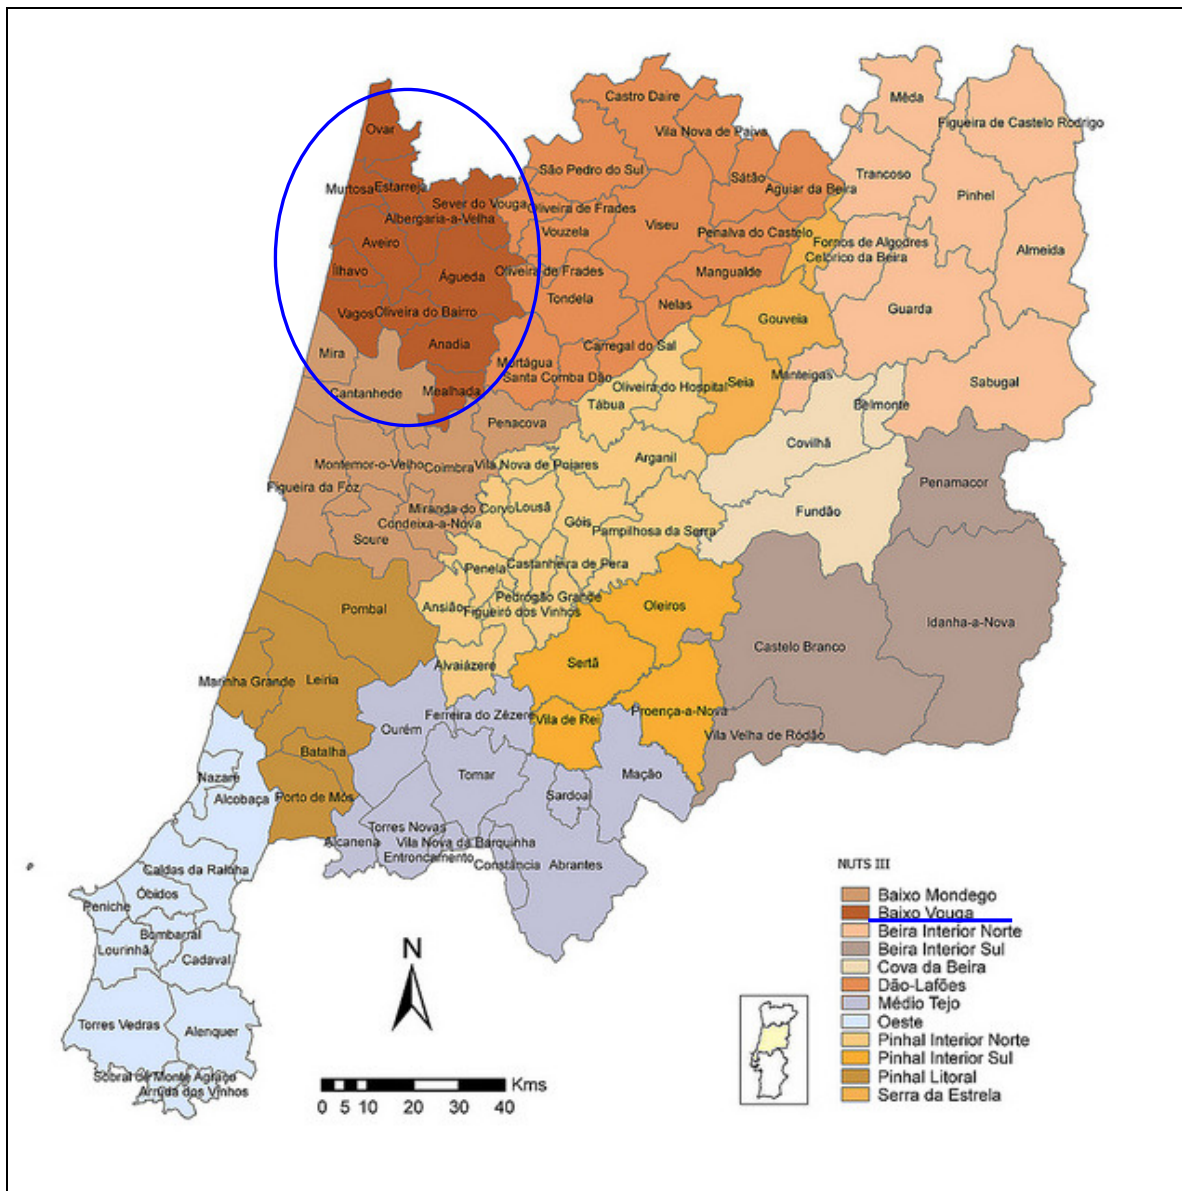 Castro Daire
Mêda
Vila Nova de Paiva
Figueira de Castelo Rodrigo
Ovar
São Pedro do Sul
Sátão
Aguiar da Beira
Trancoso
Pinhel
Murtosa
Estarreja
Sever do Vouga
Albergaria-a-Velha
Oliveira de Frades
Vouzela
Viseu
Penalva do Castelo
Fornos de Algodres
Celorico da Beira
Almeida
Aveiro
Ílhavo
Águeda
Oliveira de Frades
Tondela
Mangualde
Nelas
Gouveia
Guarda
Vagos
Oliveira do Bairro
Anadia
Carregal do Sal
Mira
Mortágua
Santa Comba Dão
Oliveira do Hospital
Seia
Manteigas
Sabugal
Cantanhede
Mealhada
Tábua
Belmonte
Penacova
Covilhã
Montemor-o-Velho
Coimbra
Vila Nova de Poiares
Arganil
Penamacor
Figueira da Foz
Miranda do Corvo
Lousã
Condeixa-a-Nova
Góis
Pampilhosa da Serra
Fundão
Soure
Penela
Castanheira de Pera
Pombal
Ansião
Pedrógão Grande
Figueiró dos Vinhos
Oleiros
Idanha-a-Nova
Castelo Branco
Alvaiázere
Sertã
Marinha Grande
Leiria
Ferreira do Zêzere
Vila de Rei
Proença-a-Nova
Ourém
Vila Velha de Ródão
Batalha
Nazaré
Tomar
Mação
Alcobaça
Porto de Mós
Sardoal
Torres Novas
Alcanena
Vila Nova da Barquinha
Entroncamento
Constância
Abrantes
Caldas da Rainha
Óbidos
Peniche
Bombarral
Lourinhã
Cadaval
Torres Vedras
Alenquer
Sobral de Monte Agraço
Arruda dos Vinhos
N
Kms
0 5 10 20 30 40
NUTS III
Baixo Mondego
Baixo Vouga
Beira Interior Norte
Beira Interior Sul
Cova da Beira
Dão-Lafões
Médio Tejo
Oeste
Pinhal Interior Norte
Pinhal Interior Sul
Pinhal Litoral
Serra da Estrela